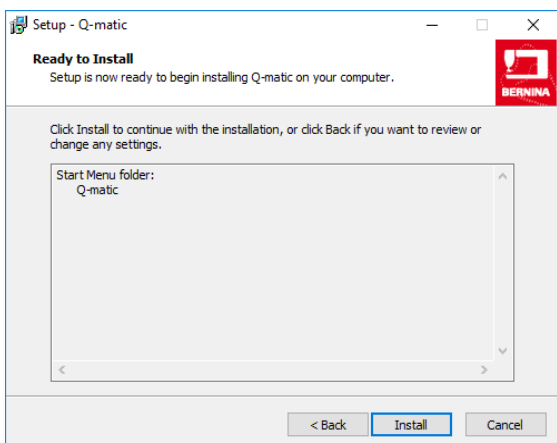 Setup - Q-matic
Ready to Install
Setup is now ready to begin installing Q-matic on your computer.
BERNINA
Click Install to continue with the installation, or click Back if you want to review or
change any settings.
Start Menu folder:
Q-matic
< Back
Install
Cancel